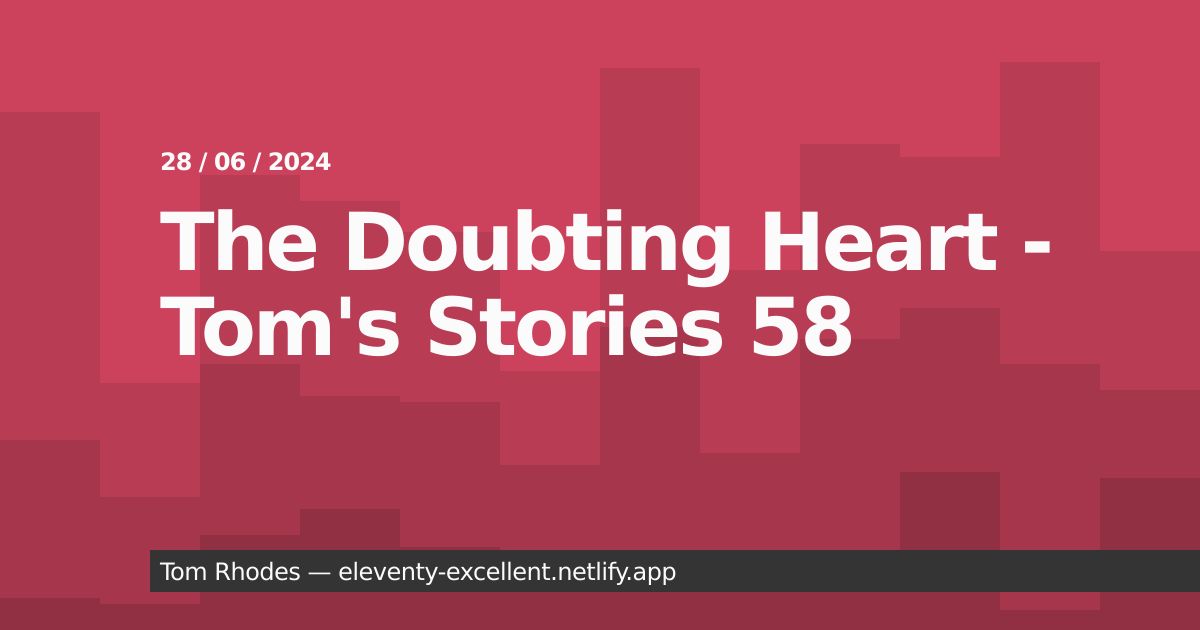 28 / 06 / 2024
The Doubting Heart -
Tom's Stories 58
Tom Rhodes — eleventy-excellent.netlify.app